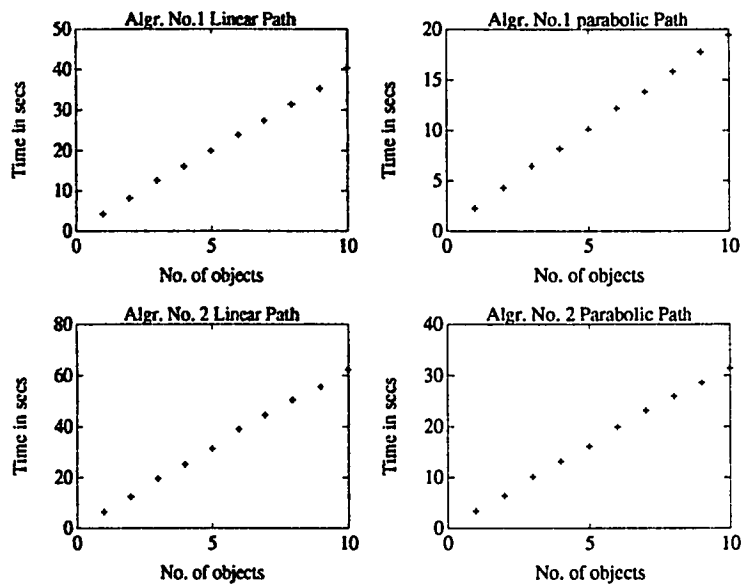 Algr. No.1 Linear Path
50
40
30
20
10
0
Time in secs
0 5 10
No. of objects
Algr. No.1 parabolic Path
20
15
10
5
0
Time in secs
0 5 10
No. of objects
Algr. No. 2 Linear Path
80
60
40
20
0
Time in secs
0 5 10
No. of objects
Algr. No. 2 Parabolic Path
40
30
20
10
0
Time in secs
0 5 10
No. of objects